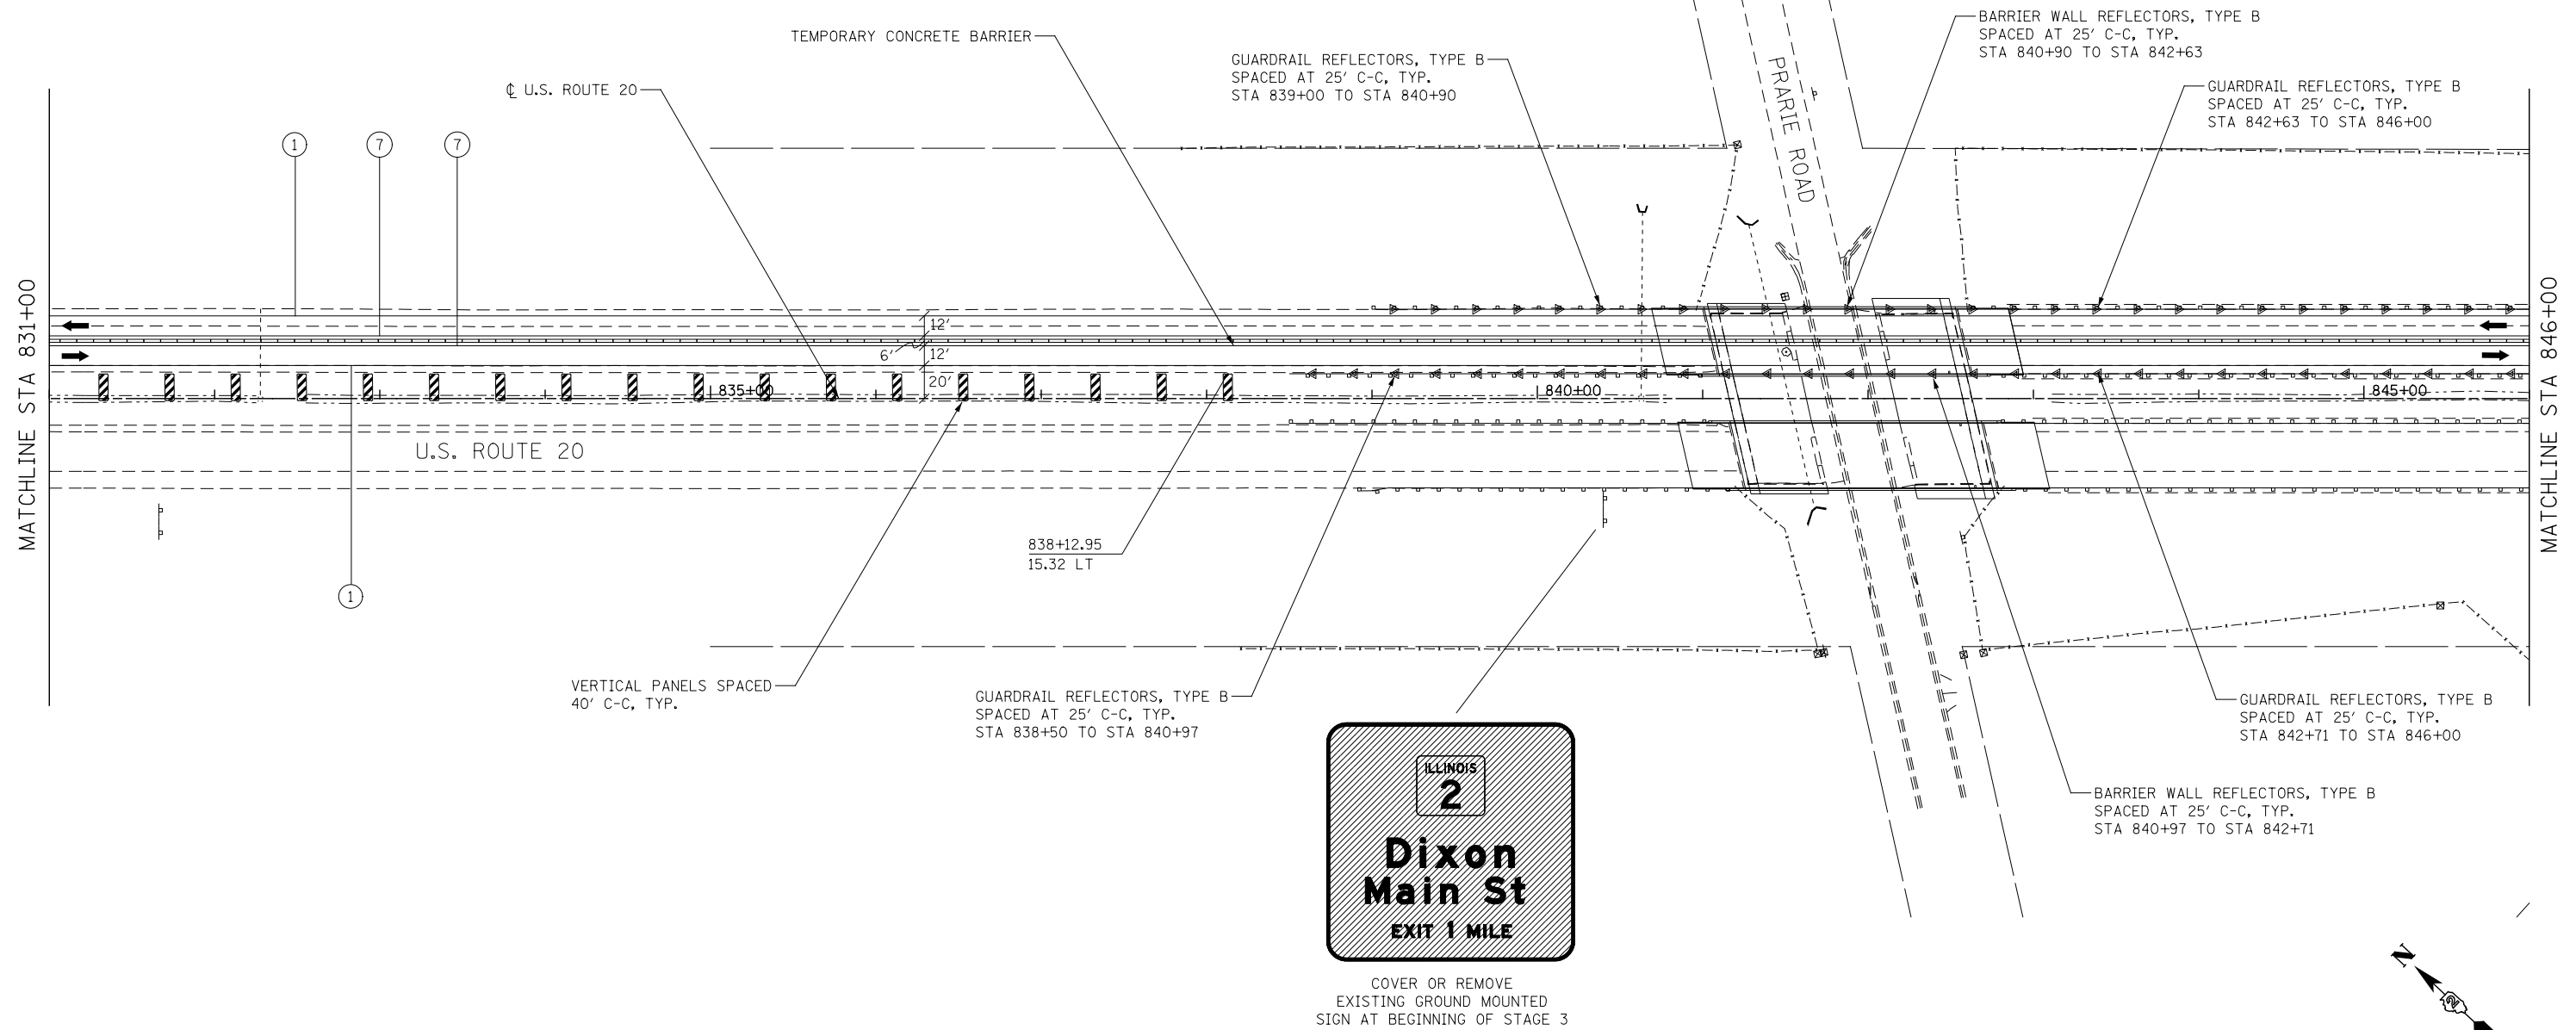 BARRIER WALL REFLECTORS, TYPE B
SPACED AT 25' C-C, TYP.
STA 840+90 TO STA 842+63
TEMPORARY CONCRETE BARRIER
GUARDRAIL REFLECTORS, TYPE B
SPACED AT 25' C-C, TYP.
STA 839+00 TO STA 840+90
℄ U.S. ROUTE 20
GUARDRAIL REFLECTORS, TYPE B
SPACED AT 25' C-C, TYP.
STA 842+63 TO STA 846+00
PRARIE ROAD
1
7
7
MATCHLINE STA 831+00
MATCHLINE STA 846+00
12'
6'
12'
20'
835+00
840+00
845+00
U.S. ROUTE 20
838+12.95
15.32 LT
1
VERTICAL PANELS SPACED
40' C-C, TYP.
GUARDRAIL REFLECTORS, TYPE B
SPACED AT 25' C-C, TYP.
STA 838+50 TO STA 840+97
GUARDRAIL REFLECTORS, TYPE B
SPACED AT 25' C-C, TYP.
STA 842+71 TO STA 846+00
BARRIER WALL REFLECTORS, TYPE B
SPACED AT 25' C-C, TYP.
STA 840+97 TO STA 842+71
ILLINOIS
2
Dixon
Main St
EXIT 1 MILE
COVER OR REMOVE
EXISTING GROUND MOUNTED
SIGN AT BEGINNING OF STAGE 3
N
2